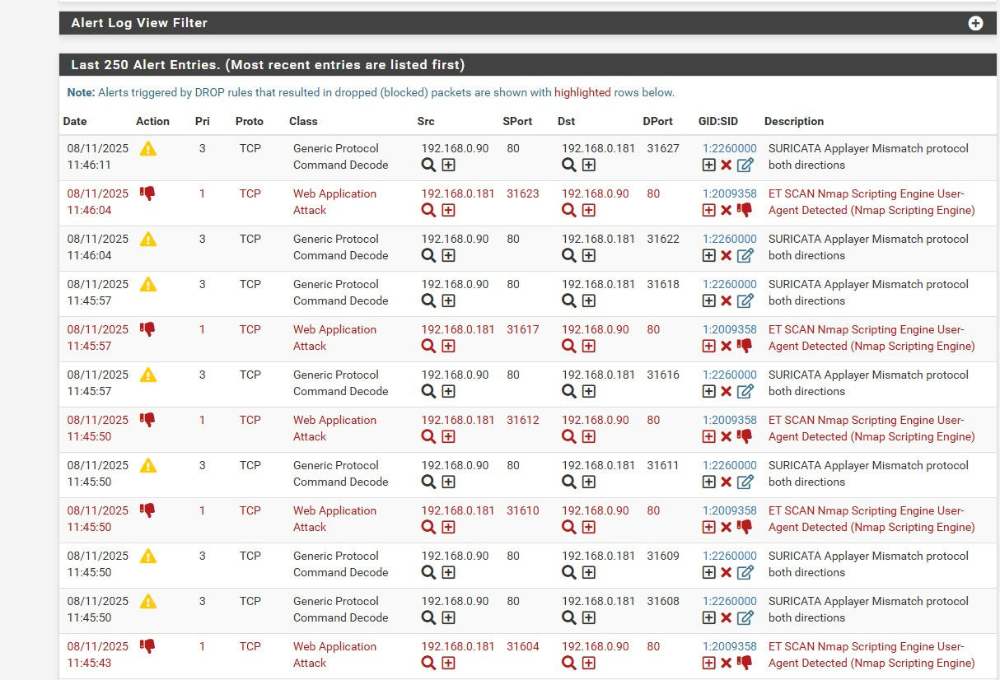 Alert Log View Filter
Last 250 Alert Entries. (Most recent entries are listed first)
Note: Alerts triggered by DROP rules that resulted in dropped (blocked) packets are shown with highlighted rows below.
Date Action Pri Proto Class Src SPort Dst DPort GID:SID Description
08/11/2025 3 TCP Generic Protocol 192.168.0.90 80 192.168.0.181 31627 1:2260000 SURICATA Applayer Mismatch protocol
11:46:11 Command Decode both directions
08/11/2025 1 TCP Web Application 192.168.0.181 31623 192.168.0.90 80 1:2009358 ET SCAN Nmap Scripting Engine User-
11:46:04 Attack Agent Detected (Nmap Scripting Engine)
08/11/2025 3 TCP Generic Protocol 192.168.0.90 80 192.168.0.181 31622 1:2260000 SURICATA Applayer Mismatch protocol
11:46:04 Command Decode both directions
08/11/2025 3 TCP Generic Protocol 192.168.0.90 80 192.168.0.181 31618 1:2260000 SURICATA Applayer Mismatch protocol
11:45:57 Command Decode both directions
08/11/2025 1 TCP Web Application 192.168.0.181 31617 192.168.0.90 80 1:2009358 ET SCAN Nmap Scripting Engine User-
11:45:57 Attack Agent Detected (Nmap Scripting Engine)
08/11/2025 3 TCP Generic Protocol 192.168.0.90 80 192.168.0.181 31616 1:2260000 SURICATA Applayer Mismatch protocol
11:45:57 Command Decode both directions
08/11/2025 1 TCP Web Application 192.168.0.181 31612 192.168.0.90 80 1:2009358 ET SCAN Nmap Scripting Engine User-
11:45:50 Attack Agent Detected (Nmap Scripting Engine)
08/11/2025 3 TCP Generic Protocol 192.168.0.90 80 192.168.0.181 31611 1:2260000 SURICATA Applayer Mismatch protocol
11:45:50 Command Decode both directions
08/11/2025 1 TCP Web Application 192.168.0.181 31610 192.168.0.90 80 1:2009358 ET SCAN Nmap Scripting Engine User-
11:45:50 Attack Agent Detected (Nmap Scripting Engine)
08/11/2025 3 TCP Generic Protocol 192.168.0.90 80 192.168.0.181 31609 1:2260000 SURICATA Applayer Mismatch protocol
11:45:50 Command Decode both directions
08/11/2025 3 TCP Generic Protocol 192.168.0.90 80 192.168.0.181 31608 1:2260000 SURICATA Applayer Mismatch protocol
11:45:50 Command Decode both directions
08/11/2025 1 TCP Web Application 192.168.0.181 31604 192.168.0.90 80 1:2009358 ET SCAN Nmap Scripting Engine User-
11:45:43 Attack Agent Detected (Nmap Scripting Engine)